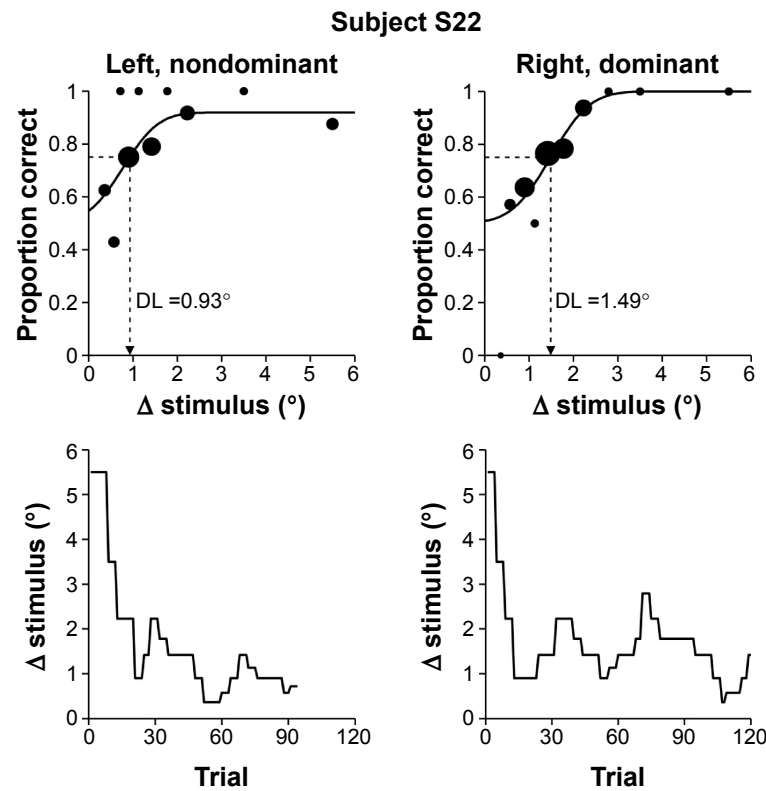 Subject S22
Left, nondominant
Right, dominant
Proportion correct
1
0.8
0.6
0.4
0.2
0
DL =0.93°
0 1 2 3 4 5 6
Δ stimulus (°)
Proportion correct
1
0.8
0.6
0.4
0.2
0
DL =1.49°
0 1 2 3 4 5 6
Δ stimulus (°)
Δ stimulus (°)
6
5
4
3
2
1
0
0 30 60 90 120
Trial
Δ stimulus (°)
6
5
4
3
2
1
0
0 30 60 90 120
Trial